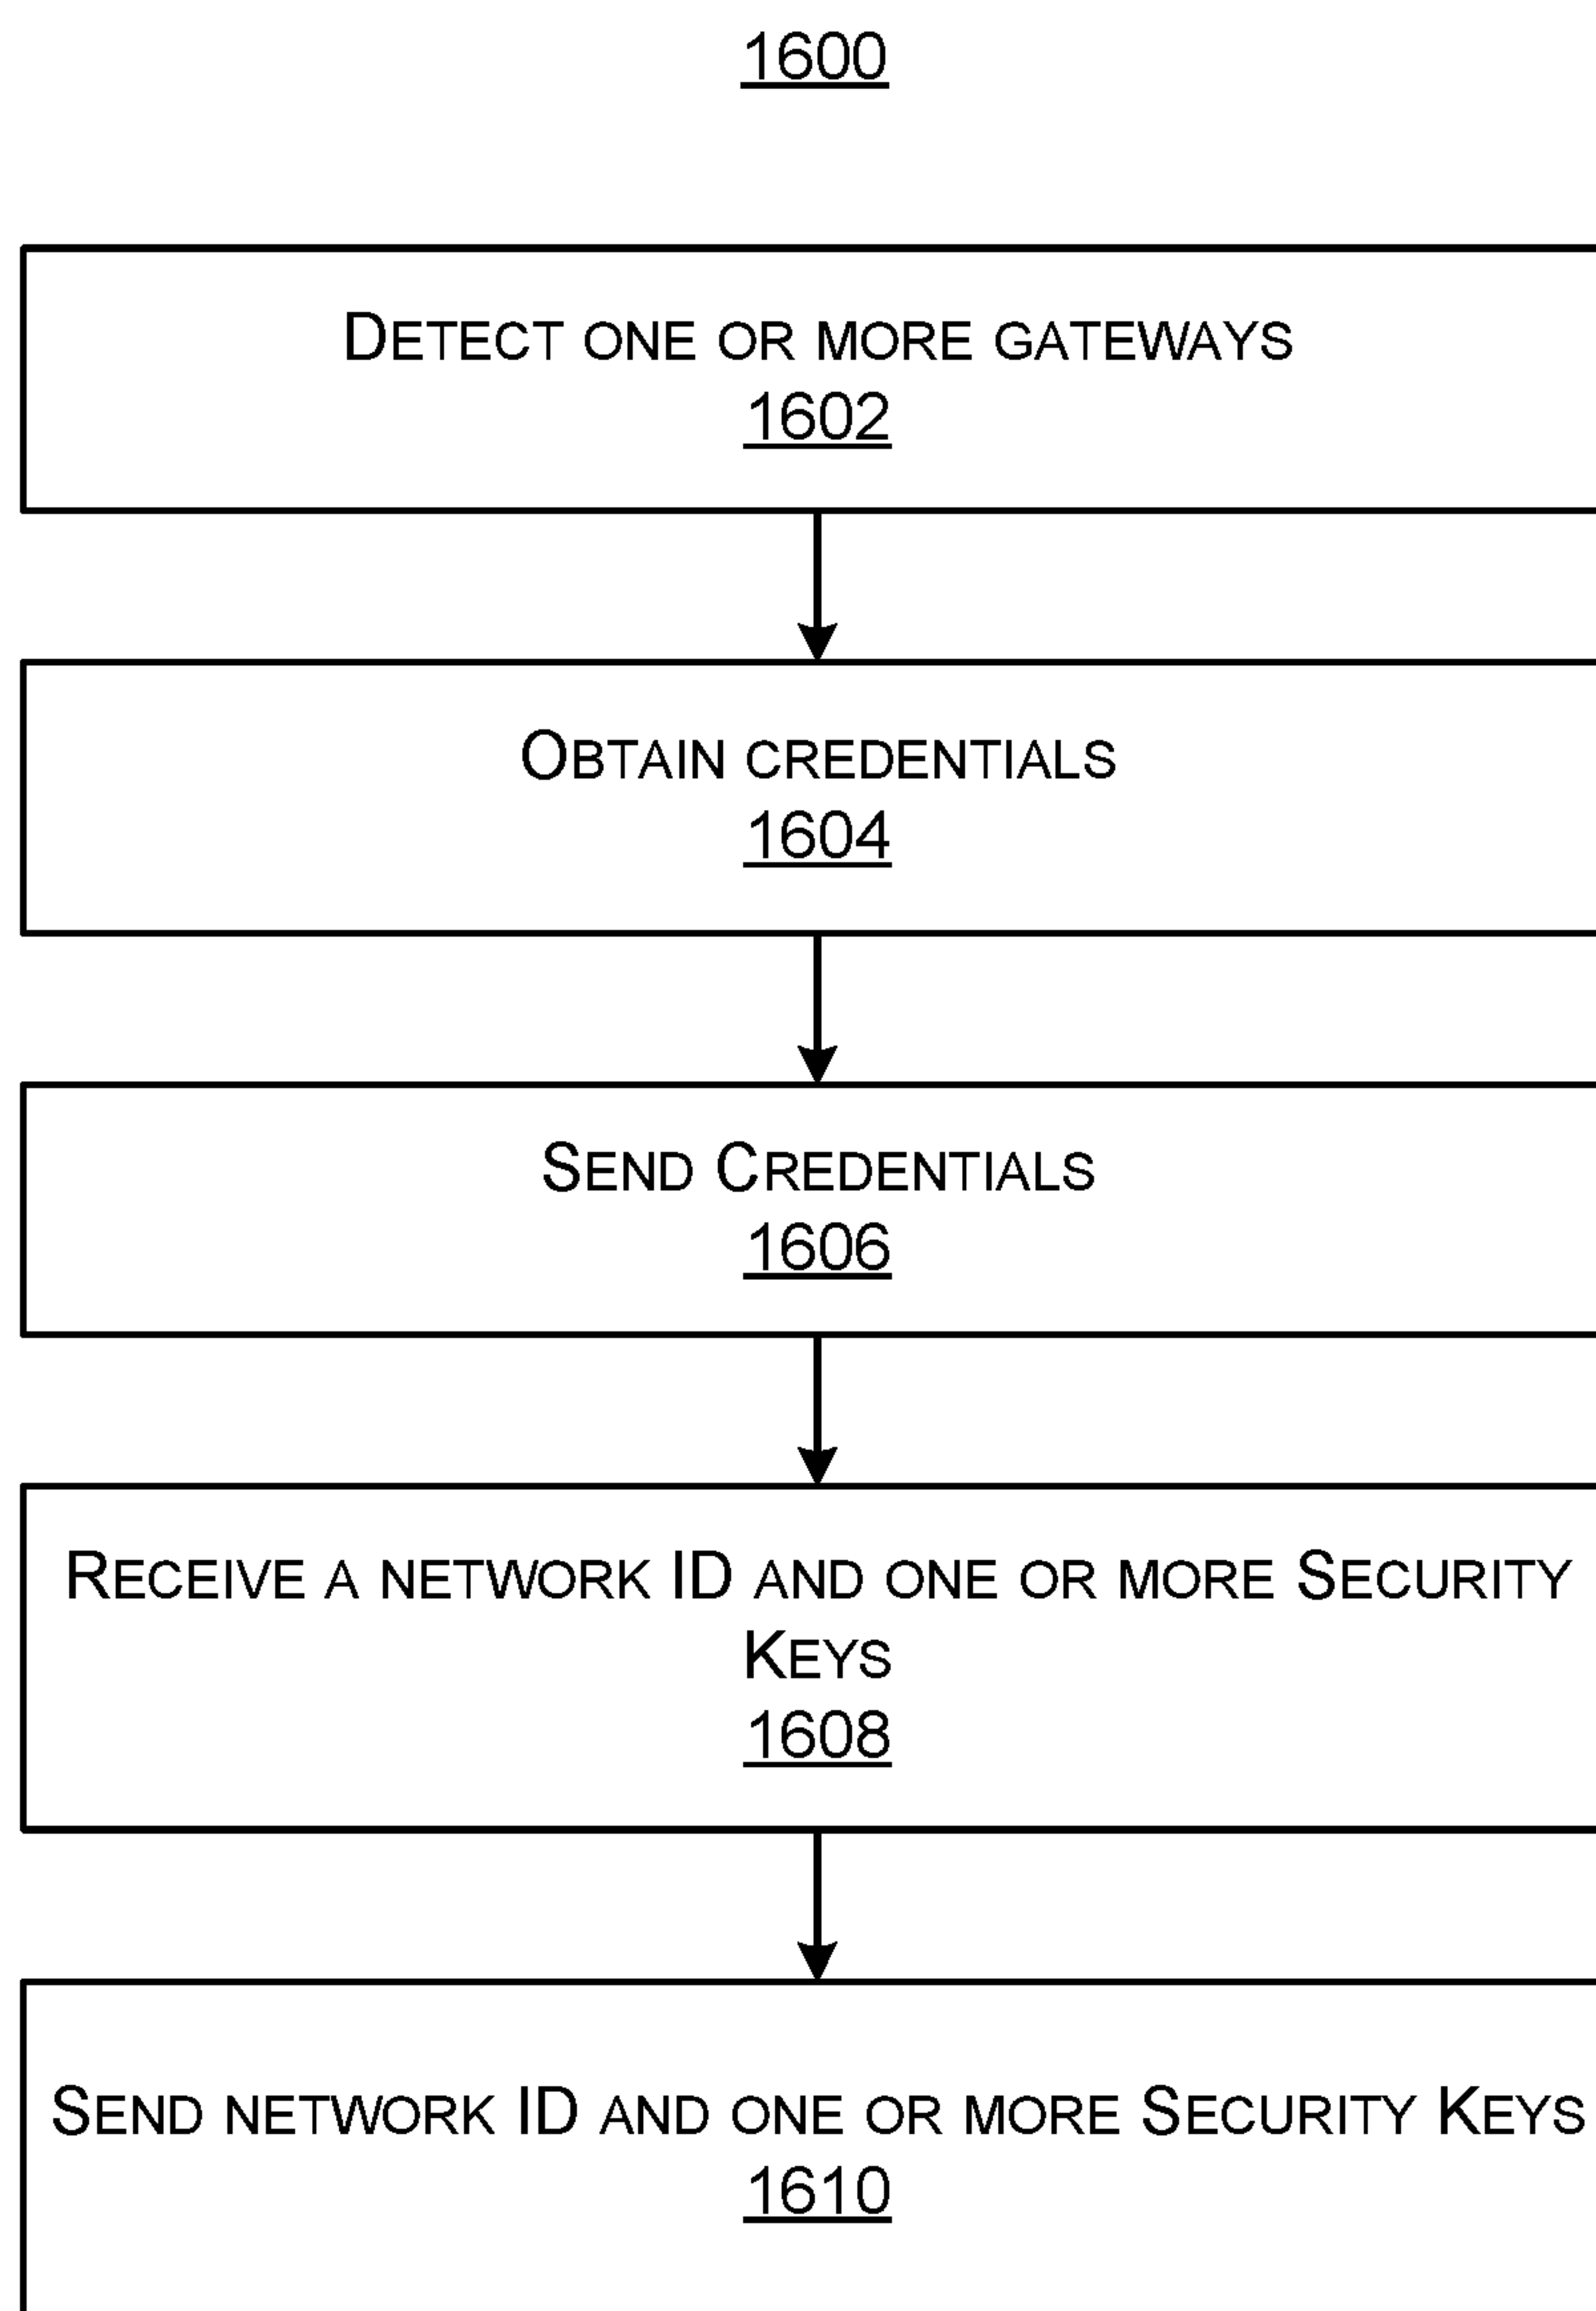 1600
Detect one or more gateways
1602
Obtain credentials
1604
Send Credentials
1606
Receive a network ID and one or more Security
Keys
1608
Send network ID and one or more Security Keys
1610